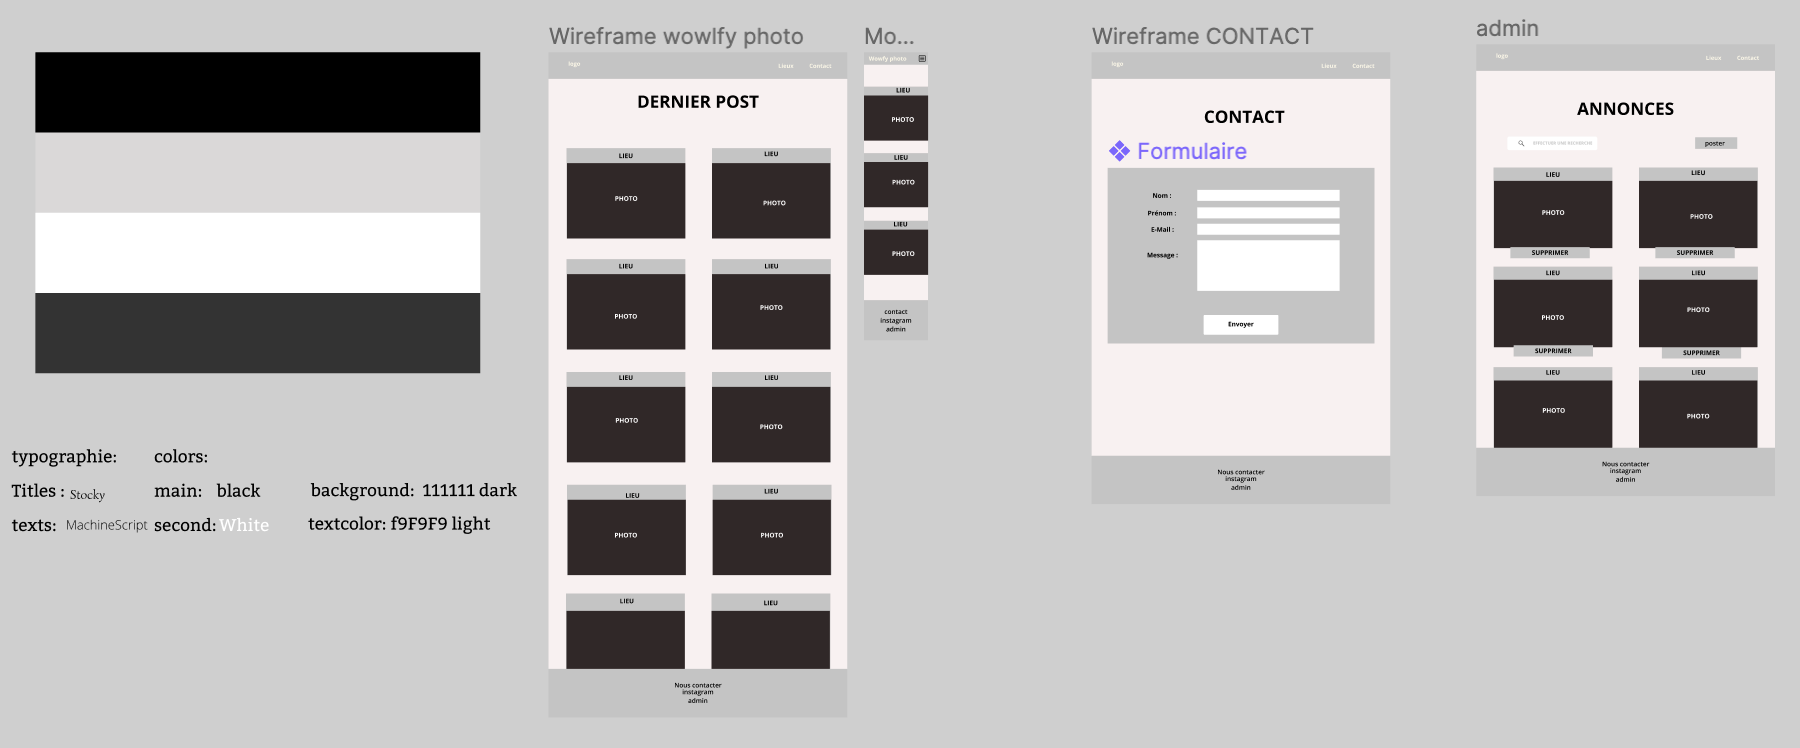 typographie:
colors:
Titles :
Stocky
main:
black
background: 111111 dark
texts:
MachineScript
second:
White
textcolor: f9F9F9 light
Wireframe wowlfy photo
logo
Lieux
Contact
DERNIER POST
LIEU
LIEU
PHOTO
PHOTO
LIEU
LIEU
PHOTO
PHOTO
LIEU
LIEU
PHOTO
PHOTO
LIEU
LIEU
PHOTO
PHOTO
LIEU
LIEU
Nous contacter
instagram
admin
Mo...
Wowfy photo
LIEU
PHOTO
LIEU
PHOTO
LIEU
PHOTO
contact
instagram
admin
Wireframe CONTACT
logo
Lieux
Contact
CONTACT
Formulaire
Nom :
Prénom :
E-Mail :
Message :
Envoyer
Nous contacter
instagram
admin
admin
logo
Lieux
Contact
ANNONCES
EFFECTUER UNE RECHERCHE
poster
LIEU
LIEU
PHOTO
PHOTO
SUPPRIMER
SUPPRIMER
LIEU
LIEU
PHOTO
PHOTO
SUPPRIMER
SUPPRIMER
LIEU
LIEU
PHOTO
PHOTO
Nous contacter
instagram
admin